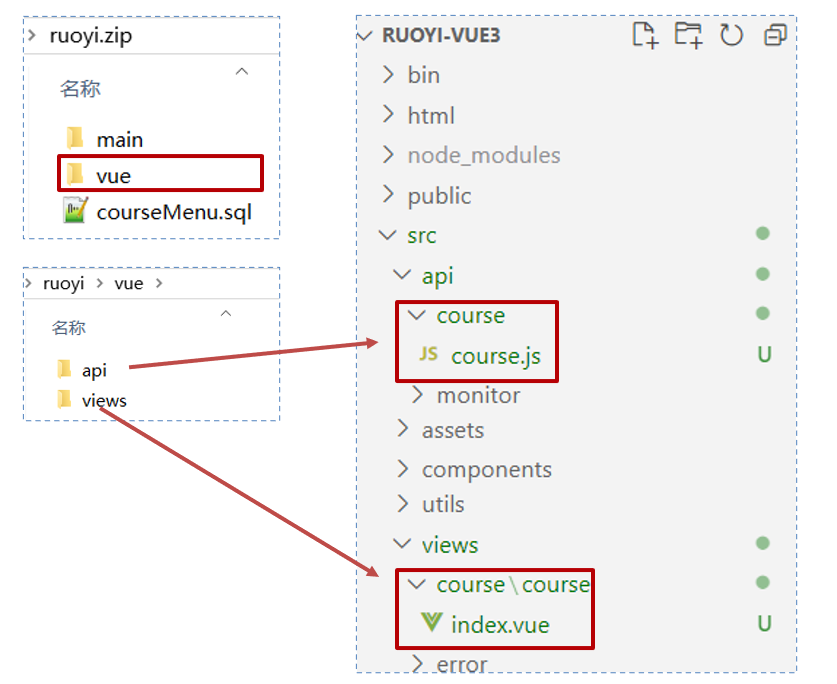 ruoyi.zip
名称
main
vue
courseMenu.sql
ruoyi > vue >
名称
api
views
RUOYI-VUE3
bin
html
node_modules
public
src
api
course
JS course.js U
monitor
assets
components
utils
views
course\course
index.vue U
error